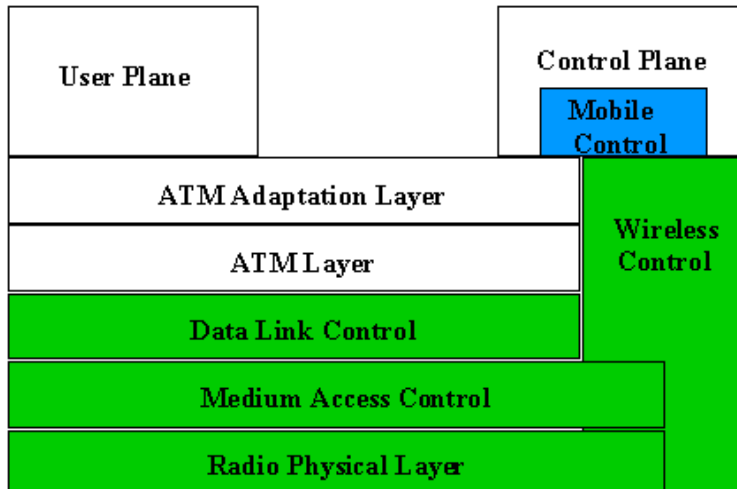 User Plane
Control Plane
Mobile
Control
ATM Adaptation Layer
Wireless
Control
ATM Layer
Data Link Control
Medium Access Control
Radio Physical Layer